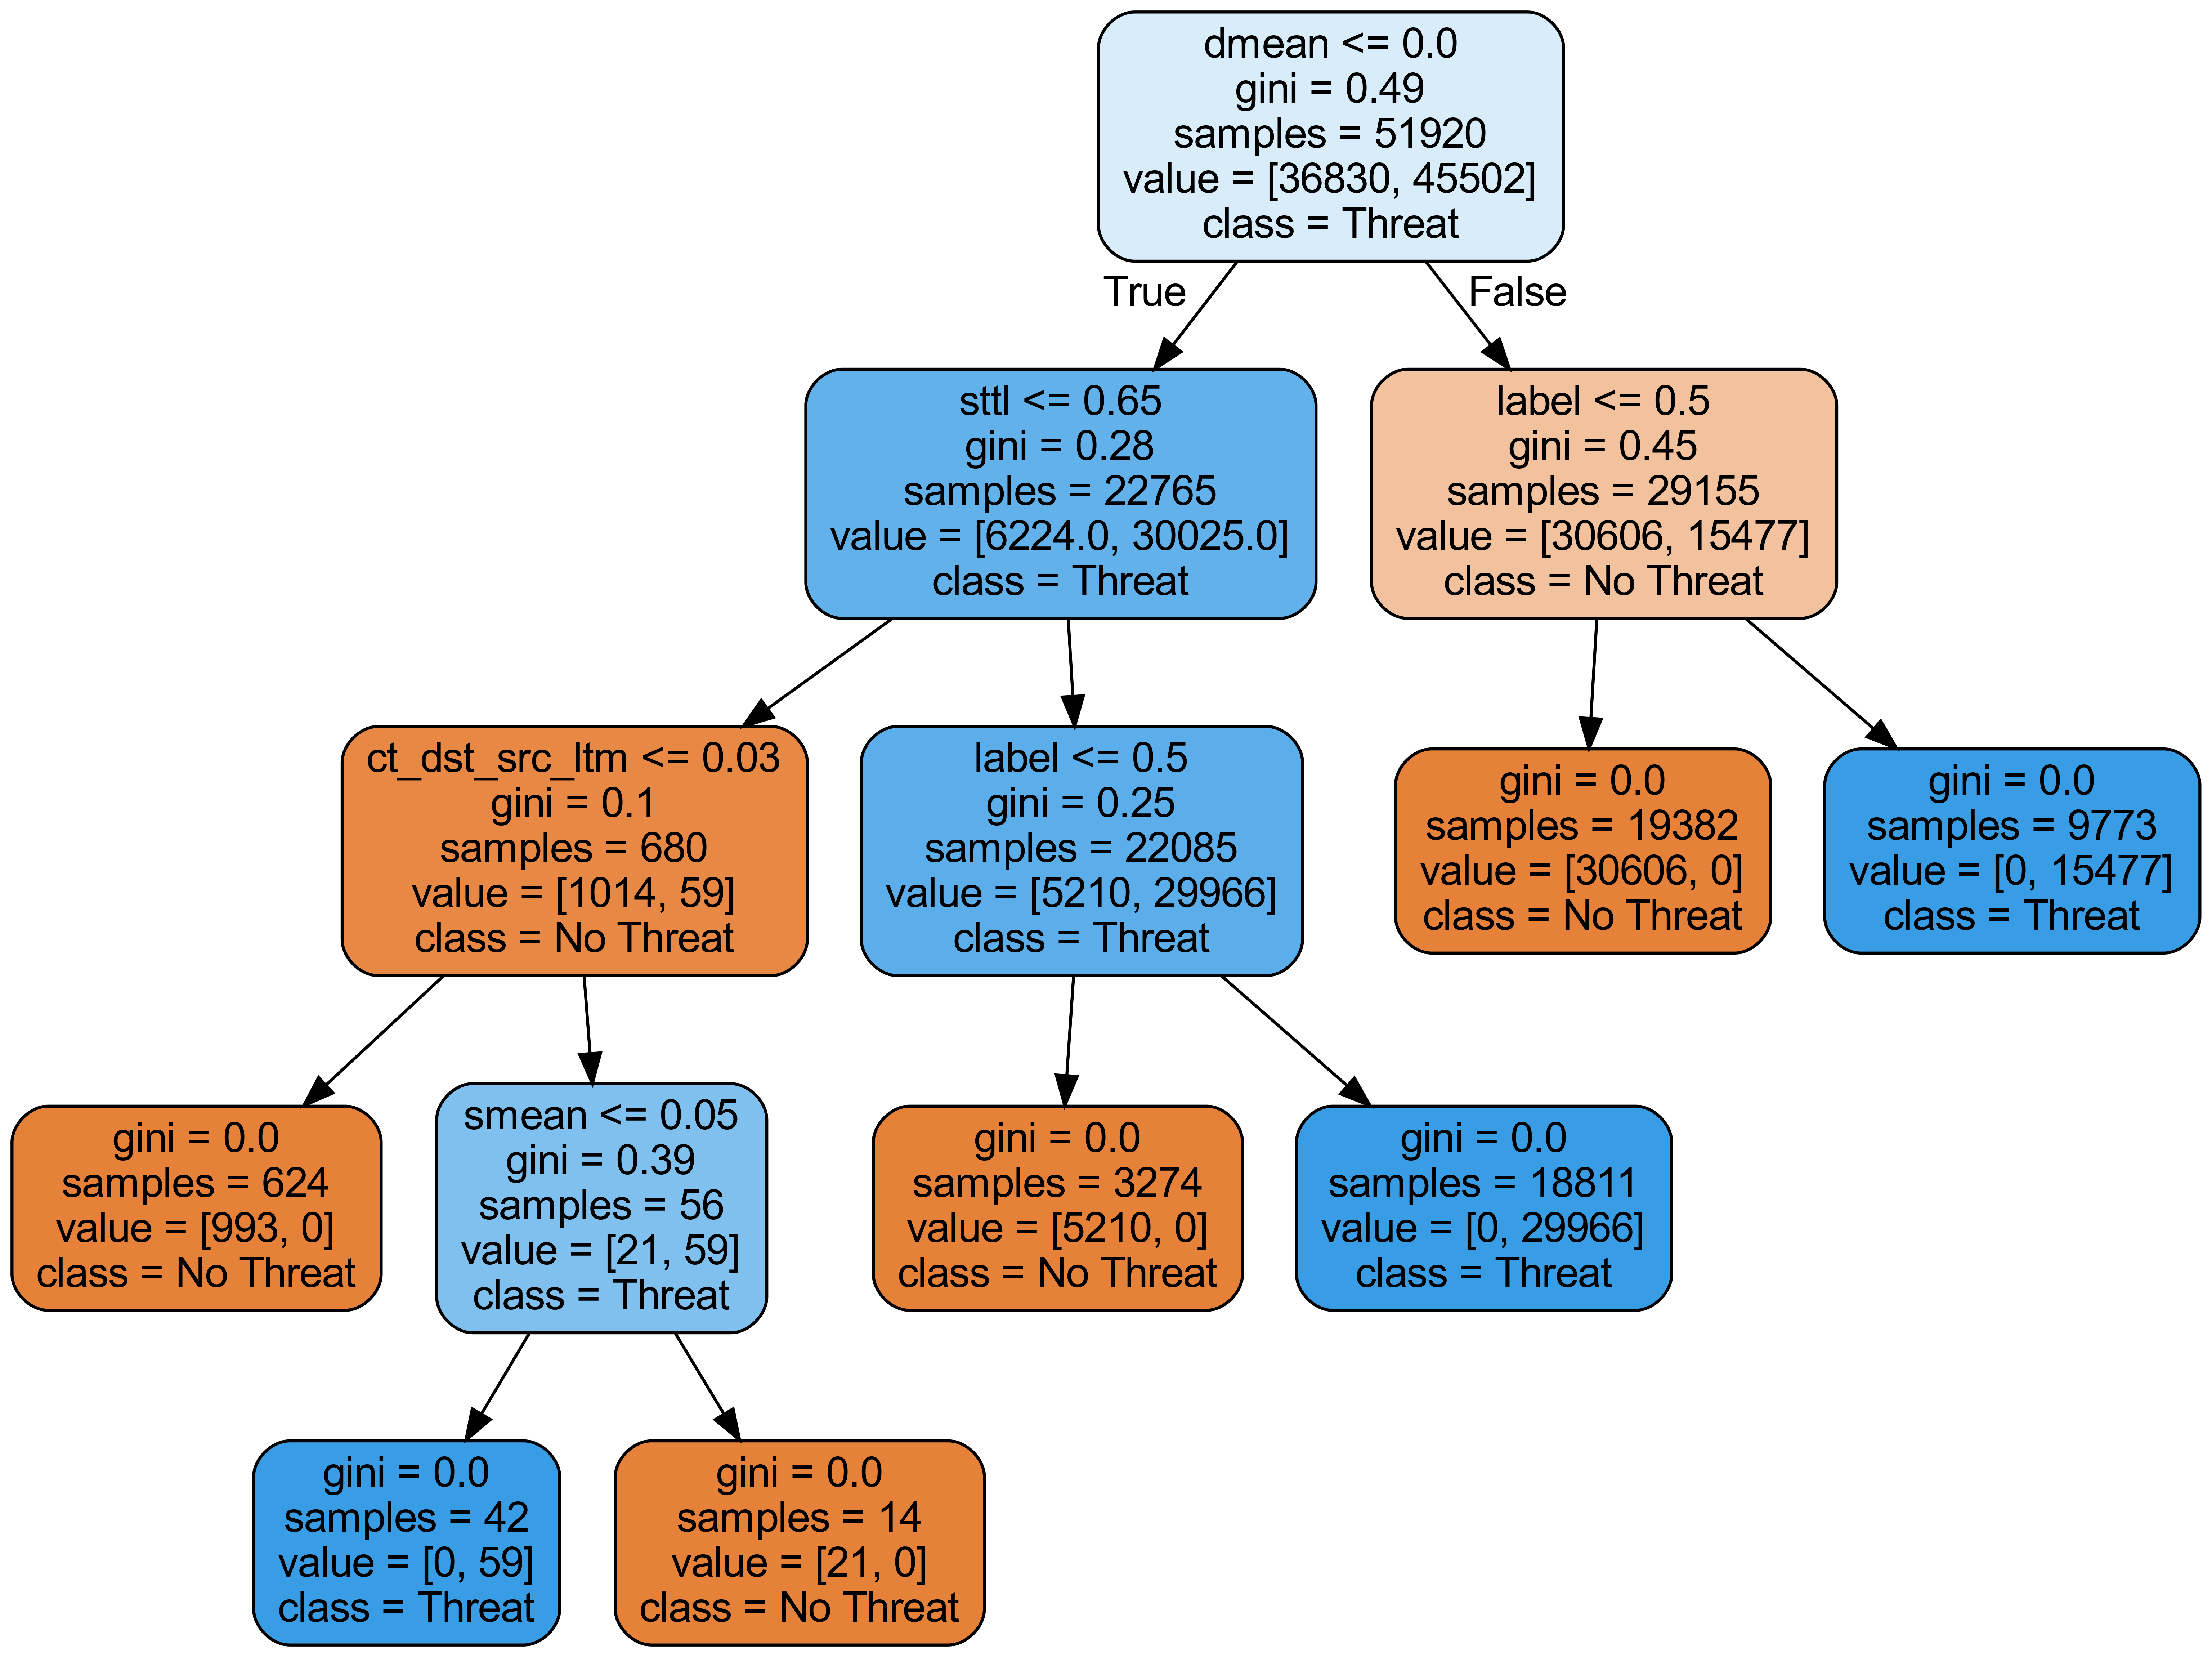 dmean <= 0.0
gini = 0.49
samples = 51920
value = [36830, 45502]
class = Threat
True
False
sttl <= 0.65
gini = 0.28
samples = 22765
value = [6224.0, 30025.0]
class = Threat
label <= 0.5
gini = 0.45
samples = 29155
value = [30606, 15477]
class = No Threat
ct_dst_src_ltm <= 0.03
gini = 0.1
samples = 680
value = [1014, 59]
class = No Threat
label <= 0.5
gini = 0.25
samples = 22085
value = [5210, 29966]
class = Threat
gini = 0.0
samples = 19382
value = [30606, 0]
class = No Threat
gini = 0.0
samples = 9773
value = [0, 15477]
class = Threat
gini = 0.0
samples = 624
value = [993, 0]
class = No Threat
smean <= 0.05
gini = 0.39
samples = 56
value = [21, 59]
class = Threat
gini = 0.0
samples = 3274
value = [5210, 0]
class = No Threat
gini = 0.0
samples = 18811
value = [0, 29966]
class = Threat
gini = 0.0
samples = 42
value = [0, 59]
class = Threat
gini = 0.0
samples = 14
value = [21, 0]
class = No Threat